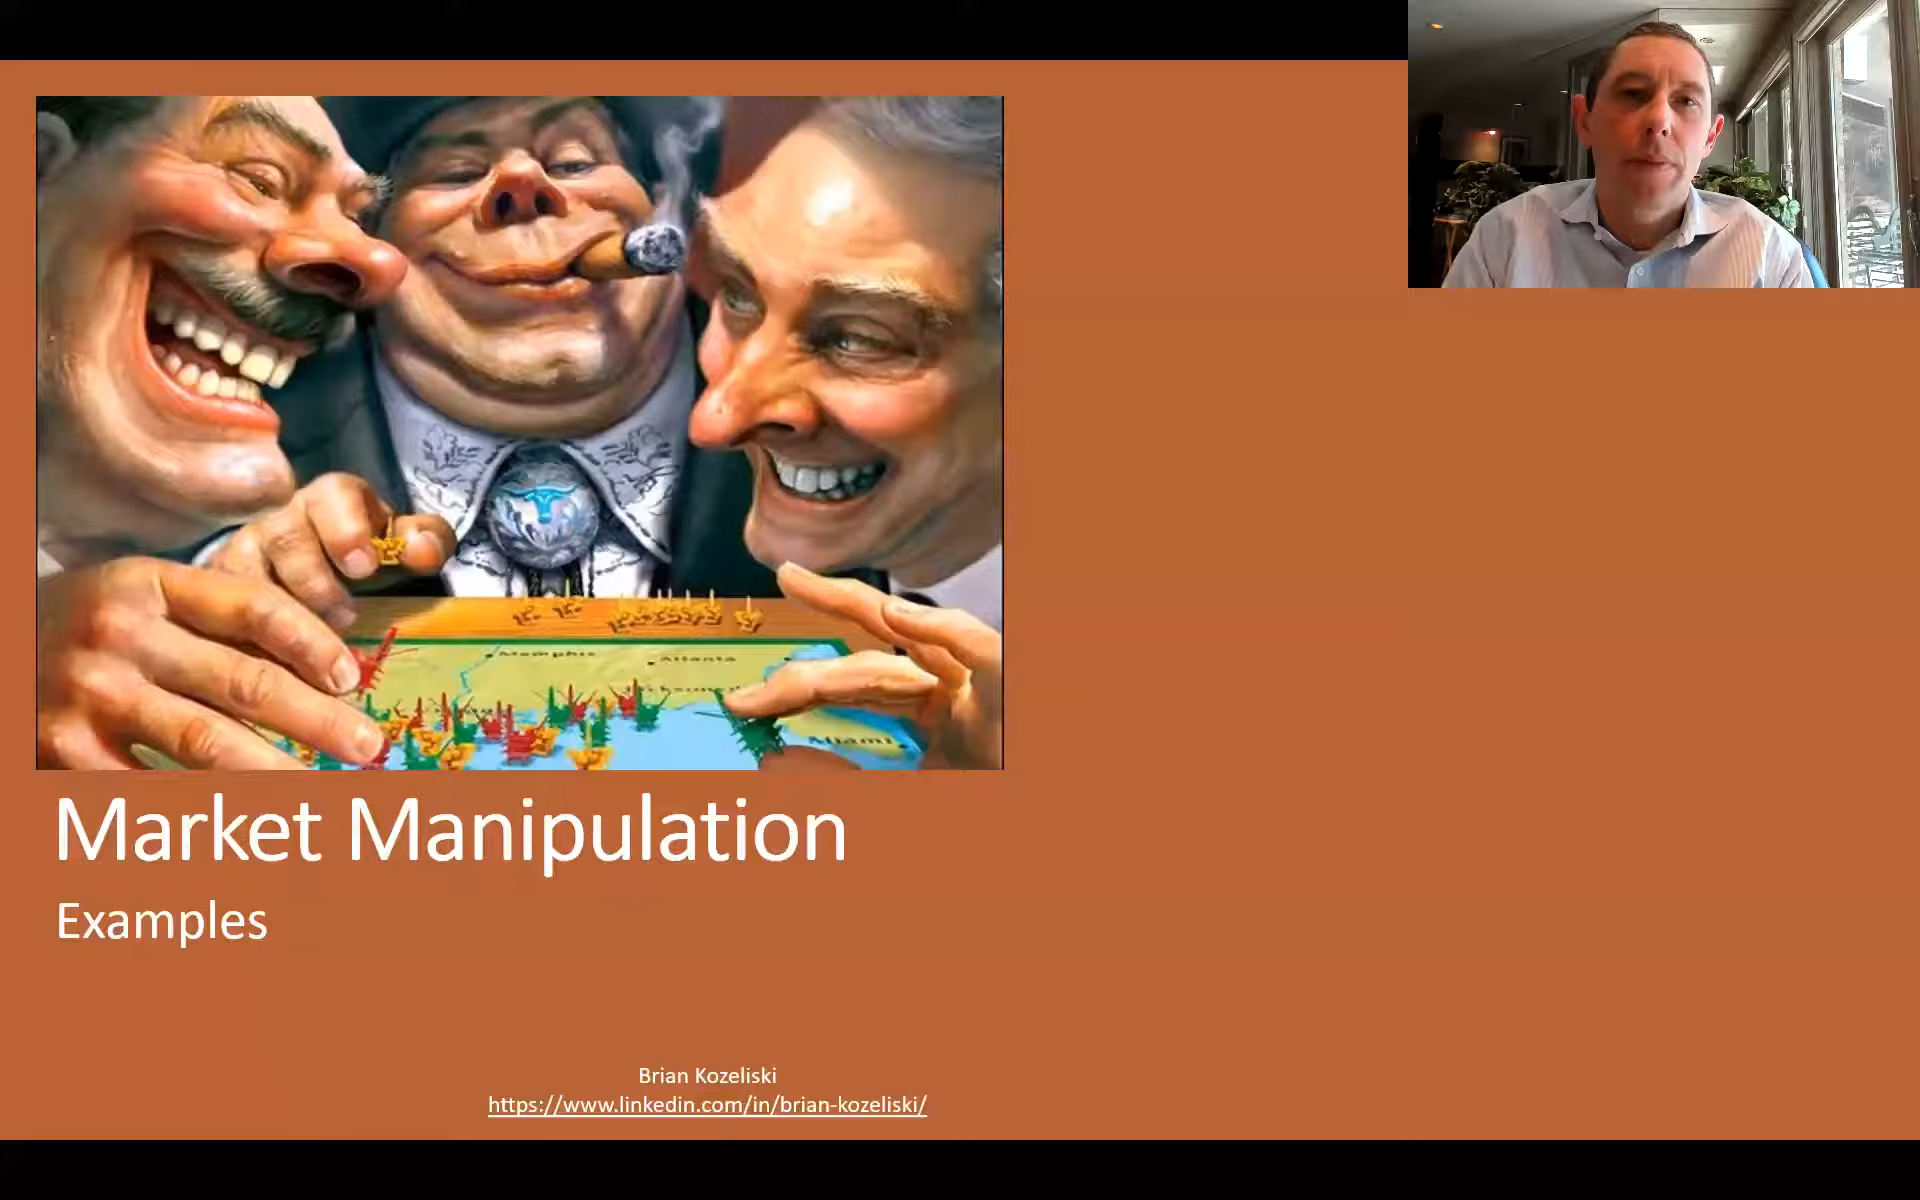 Memphis
Atlanta
Miami
Market Manipulation
Examples
Brian Kozeliski
https://www.linkedin.com/in/brian-kozeliski/